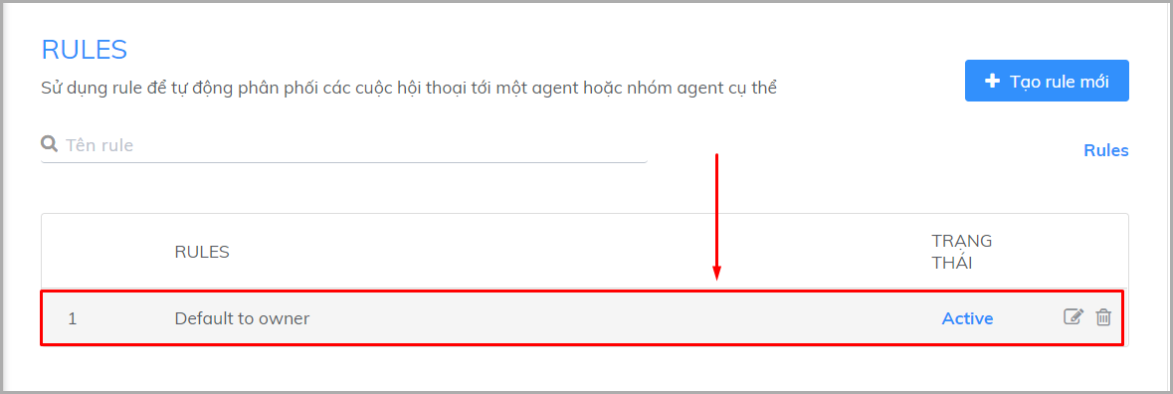 RULES
Sử dụng rule để tự động phân phối các cuộc hội thoại tới một agent hoặc nhóm agent cụ thể
Tạo rule mới
Tên rule
Rules
RULES
TRẠNG
THÁI
1 Default to owner Active